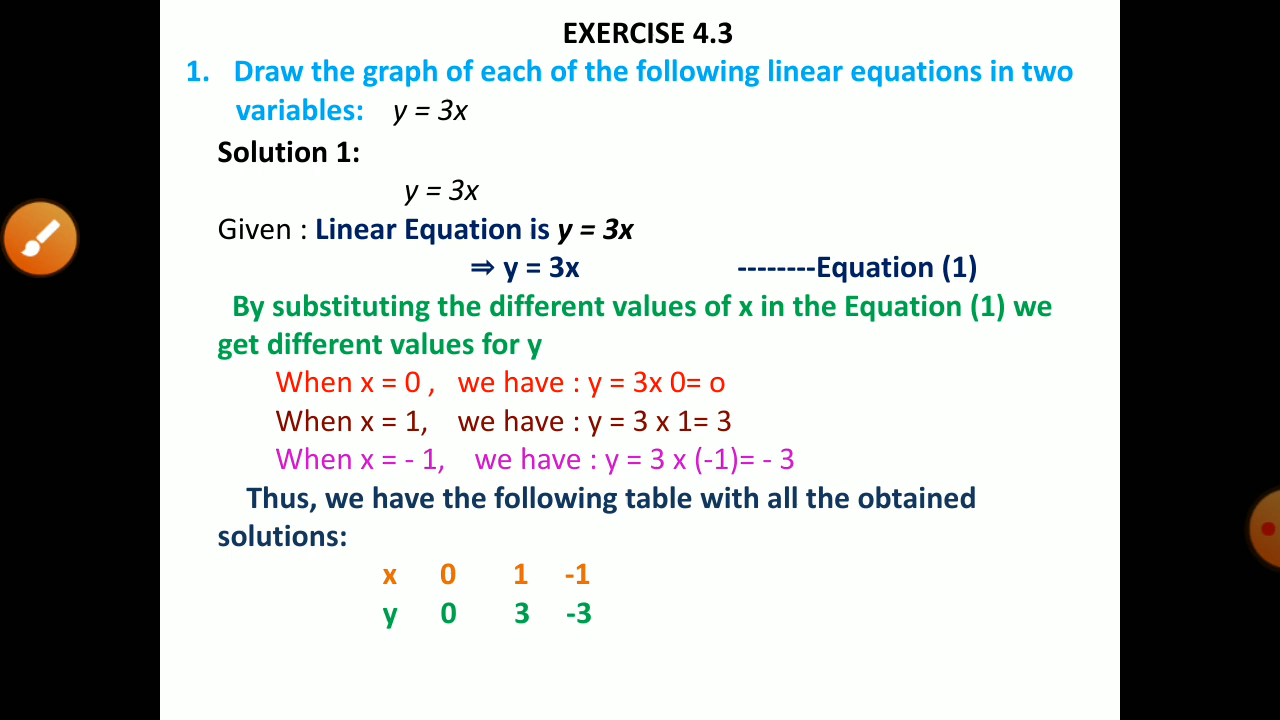 EXERCISE 4.3
1. Draw the graph of each of the following linear equations in two
variables: y = 3x
Solution 1:
y = 3x
Given : Linear Equation is y = 3x
⇒ y = 3x --------Equation (1)
By substituting the different values of x in the Equation (1) we
get different values for y
When x = 0 , we have : y = 3x 0= o
When x = 1, we have : y = 3 x 1= 3
When x = - 1, we have : y = 3 x (-1)= - 3
Thus, we have the following table with all the obtained
solutions:
x 0 1 -1
y 0 3 -3